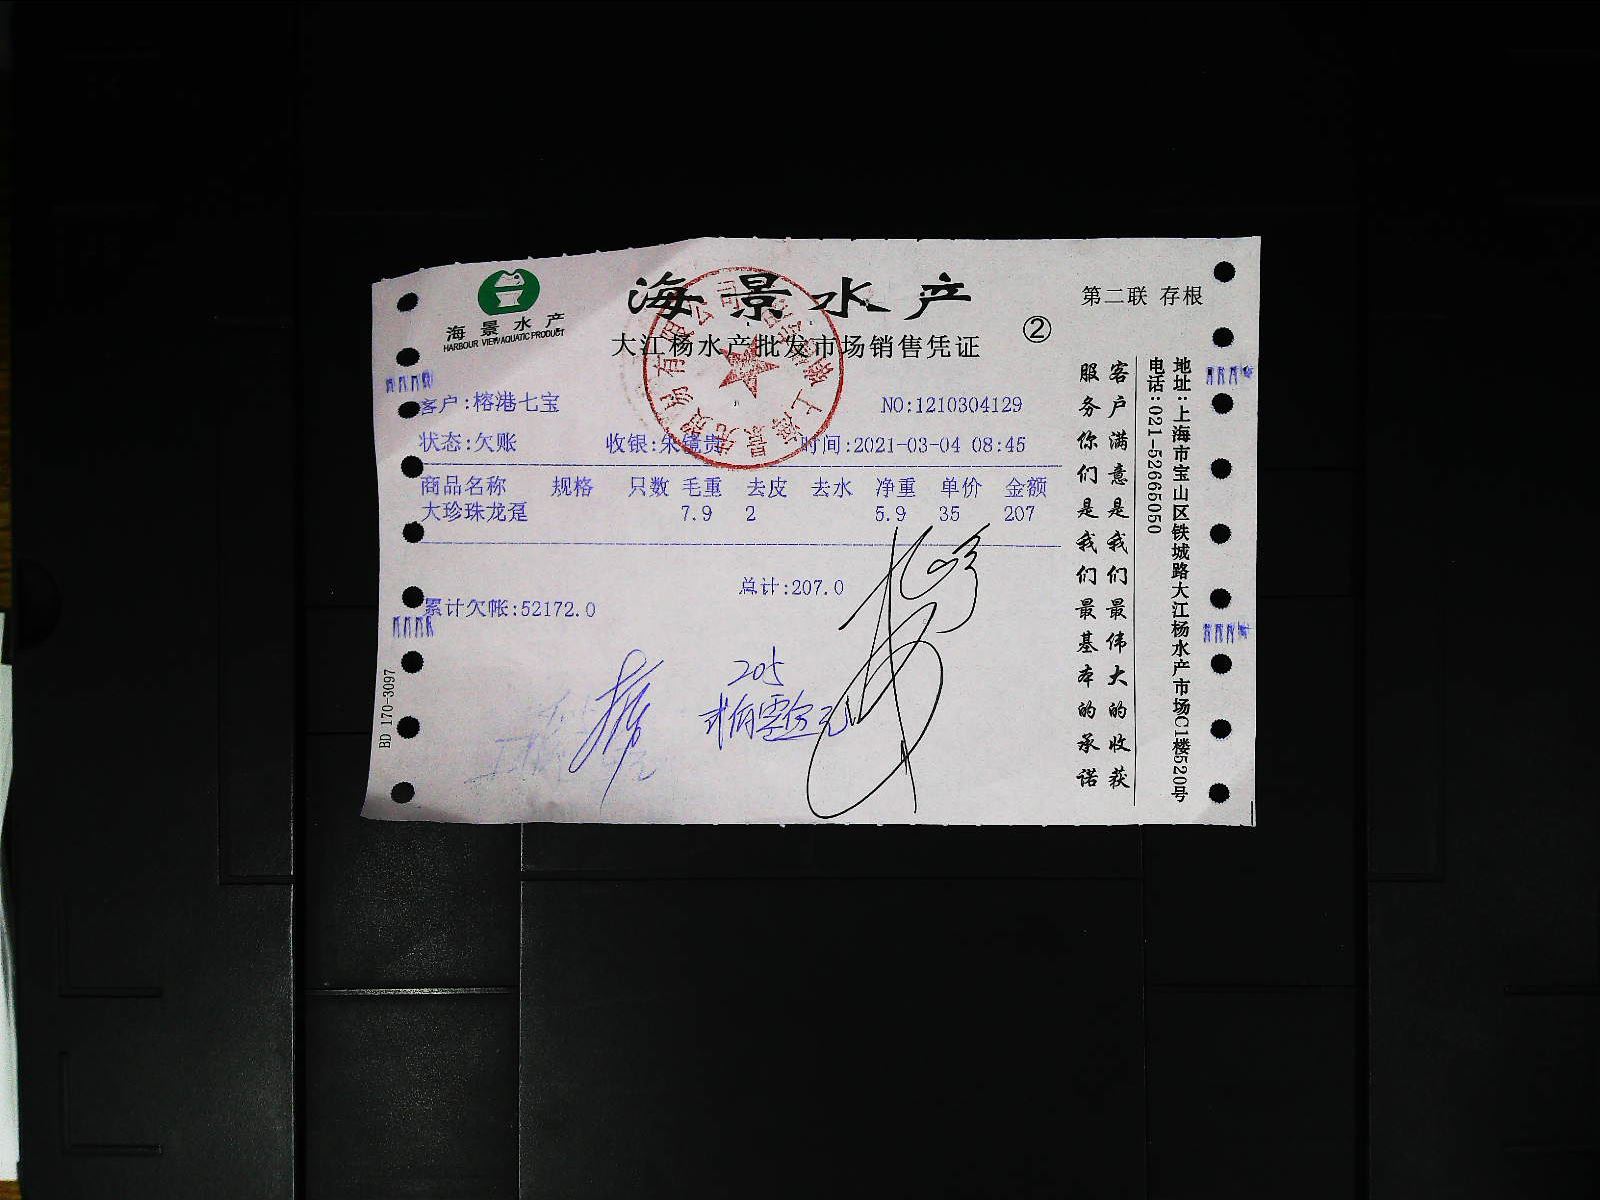 海景水产
第二联 存根
海景水产
HARBOUR VIEW AQUATIC PRODUCT
大江杨水产批发市场销售凭证
②
客户:榕港七宝
NO:1210304129
状态:欠账 收银:朱镜贵 时间:2021-03-04 08:45
商品名称 规格 只数 毛重 去皮 去水 净重 单价 金额
大珍珠龙趸 7.9 2 5.9 35 207
总计:207.0
累计欠帐:52172.0
205
贰佰零伍元
BD 170-3097
客户满意是我们最伟大的收获
服务你们是我们最基本的承诺
地址:上海市宝山区铁城路大江杨水产市场C1楼520号
电话:021-52665050